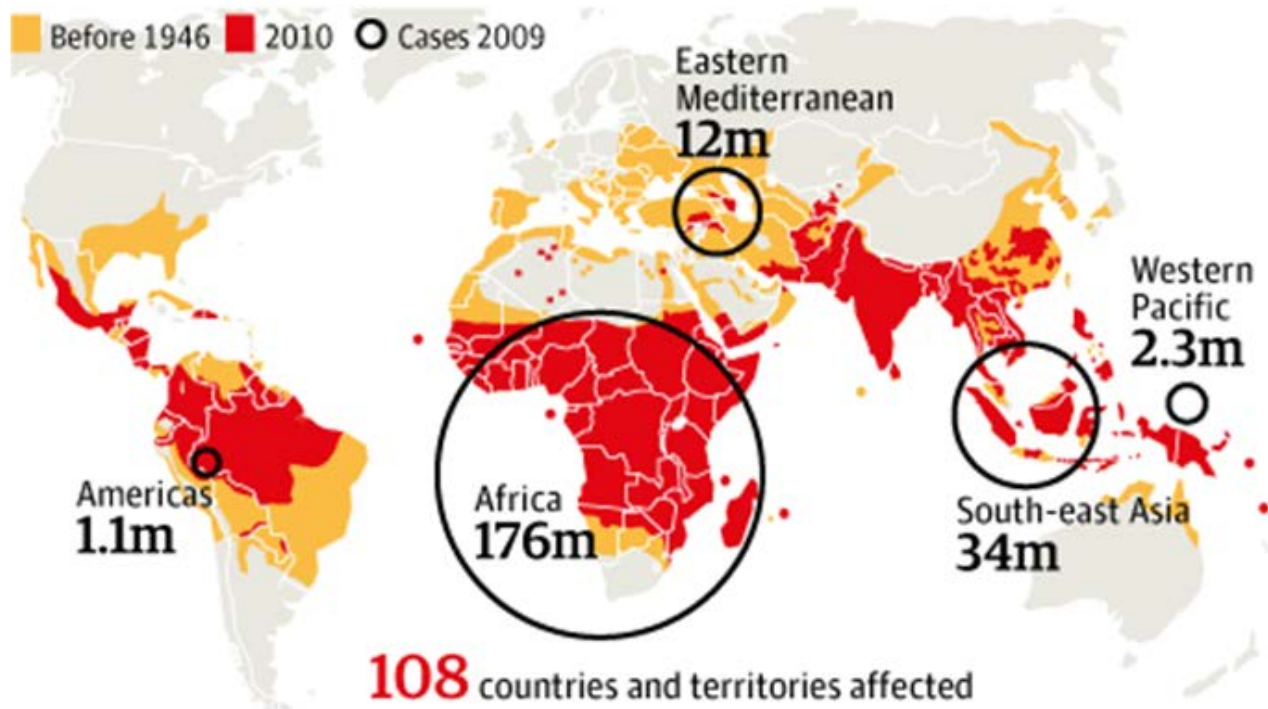 Before 1946 2010 Cases 2009
Eastern
Mediterranean
12m
Western
Pacific
2.3m
Americas
1.1m
Africa
176m
South-east Asia
34m
108 countries and territories affected